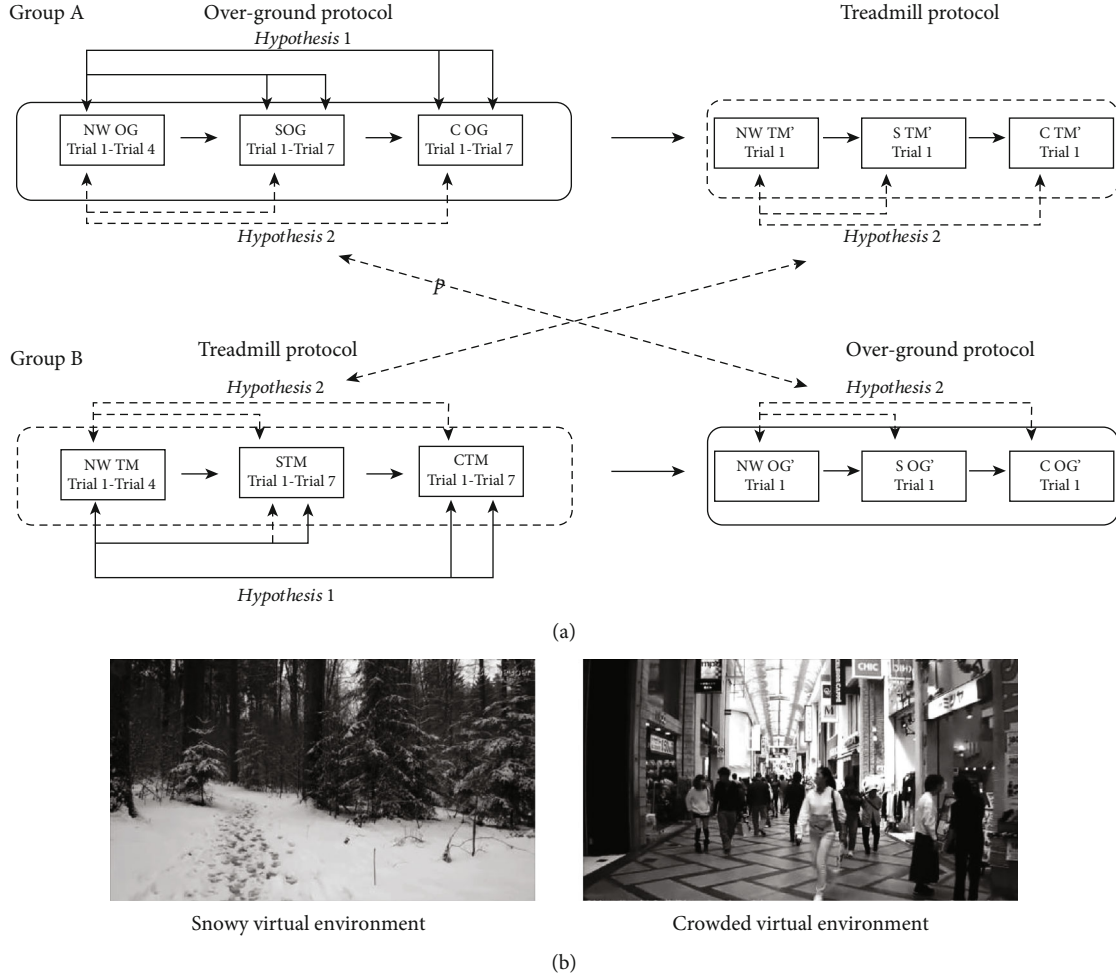 Group A
Over-ground protocol
Treadmill protocol
Hypothesis 1
NW OG
Trial 1-Trial 4
SOG
Trial 1-Trial 7
C OG
Trial 1-Trial 7
NW TM'
Trial 1
S TM'
Trial 1
C TM'
Trial 1
Hypothesis 2
Hypothesis 2
P
Group B
Treadmill protocol
Over-ground protocol
Hypothesis 2
Hypothesis 2
NW TM
Trial 1-Trial 4
STM
Trial 1-Trial 7
CTM
Trial 1-Trial 7
NW OG'
Trial 1
S OG'
Trial 1
C OG'
Trial 1
Hypothesis 1
(a)
CHIC
M
Snowy virtual environment
Crowded virtual environment
(b)